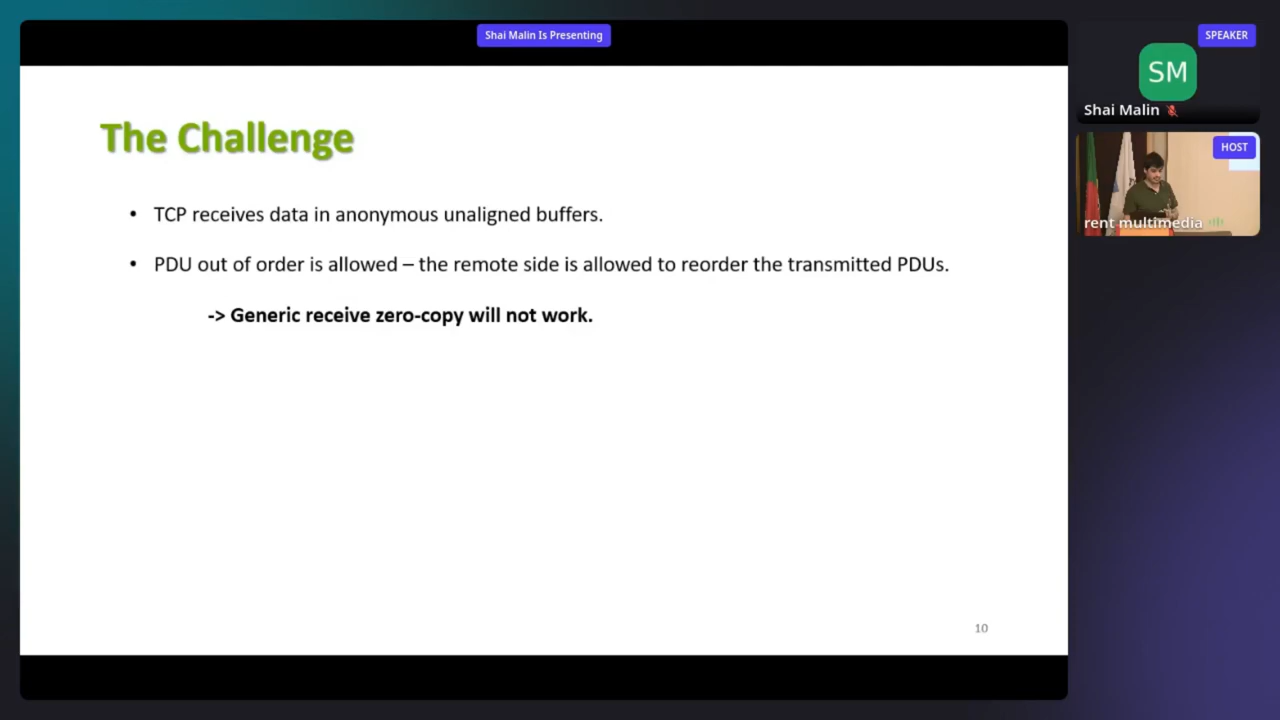 Shai Malin Is Presenting
SPEAKER
SM
Shai Malin
HOST
rent multimedia
The Challenge
• TCP receives data in anonymous unaligned buffers.
• PDU out of order is allowed – the remote side is allowed to reorder the transmitted PDUs.
-> Generic receive zero-copy will not work.
10